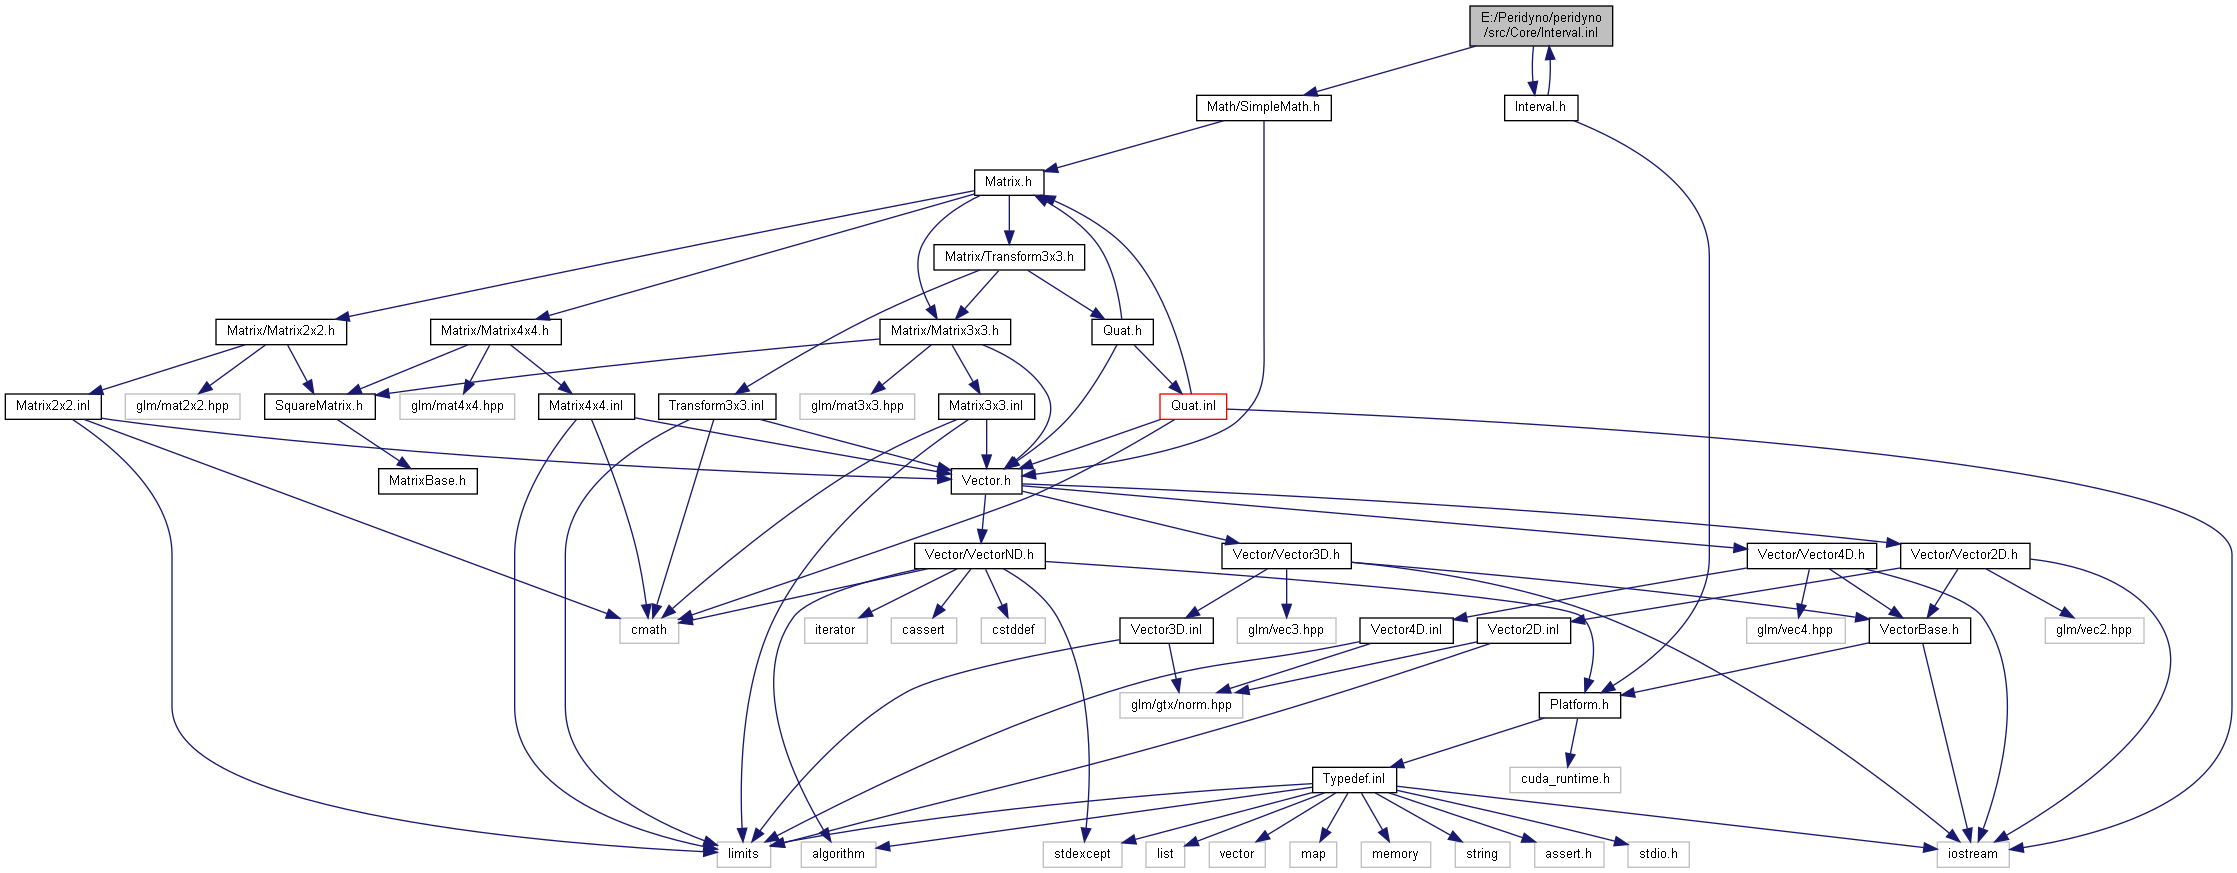 E:/Peridyno/peridyno
/src/Core/Interval.inl
Math/SimpleMath.h
Interval.h
Matrix.h
Matrix/Transform3x3.h
Matrix/Matrix2x2.h
Matrix/Matrix4x4.h
Matrix/Matrix3x3.h
Quat.h
Matrix2x2.inl
glm/mat2x2.hpp
SquareMatrix.h
glm/mat4x4.hpp
Matrix4x4.inl
Transform3x3.inl
glm/mat3x3.hpp
Matrix3x3.inl
Quat.inl
MatrixBase.h
Vector.h
Vector/VectorND.h
Vector/Vector3D.h
Vector/Vector4D.h
Vector/Vector2D.h
cmath
iterator
cassert
cstddef
Vector3D.inl
glm/vec3.hpp
Vector4D.inl
Vector2D.inl
glm/vec4.hpp
VectorBase.h
glm/vec2.hpp
glm/gtx/norm.hpp
Platform.h
Typedef.inl
cuda_runtime.h
limits
algorithm
stdexcept
list
vector
map
memory
string
assert.h
stdio.h
iostream